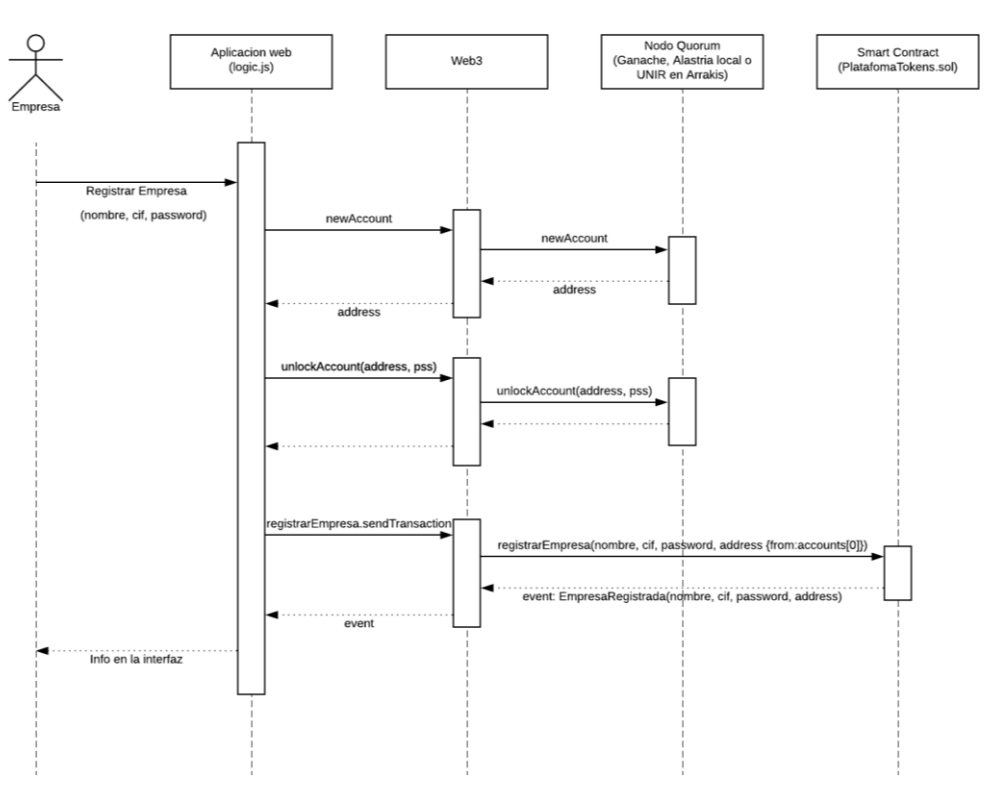 Aplicacion web
(logic.js)
Web3
Nodo Quorum
(Ganache, Alastria local o
UNIR en Arrakis)
Smart Contract
(PlatafomaTokens.sol)
Empresa
Registrar Empresa
(nombre, cif, password)
newAccount
newAccount
address
address
unlockAccount(address, pss)
unlockAccount(address, pss)
registrarEmpresa.sendTransaction
registrarEmpresa(nombre, cif, password, address {from:accounts[0]})
event: EmpresaRegistrada(nombre, cif, password, address)
event
Info en la interfaz